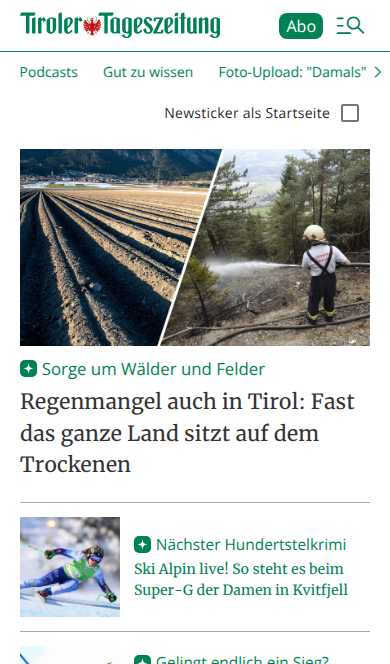 Tiroler Tageszeitung
Abo
Podcasts Gut zu wissen Foto-Upload: "Damals"
Newsticker als Startseite
Sorge um Wälder und Felder
Regenmangel auch in Tirol: Fast
das ganze Land sitzt auf dem
Trockenen
Nächster Hundertstelkrimi
Ski Alpin live! So steht es beim
Super-G der Damen in Kvitfjell
Gelingt endlich ein Sieg?